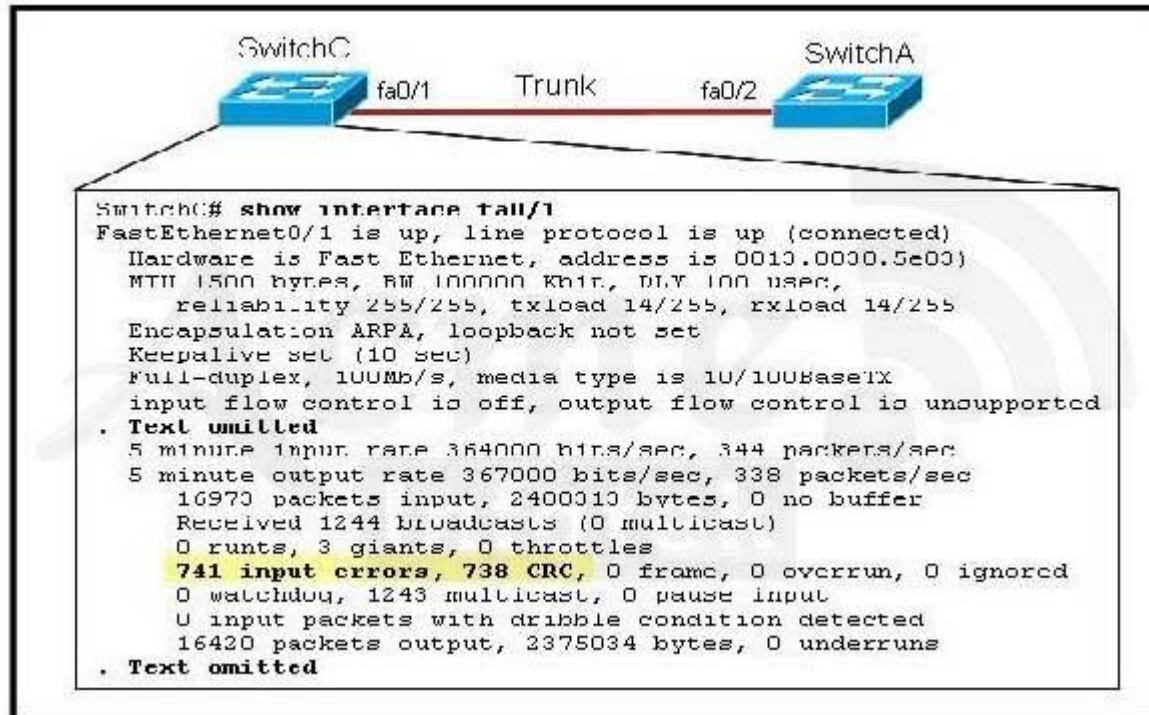 SwitchC
SwitchA
fa0/1
Trunk
fa0/2
SwitchC# show interface fa0/1
FastEthernet0/1 is up, line protocol is up (connected)
Hardware is Fast Ethernet, address is
MTU 1500 bytes, BW 100000 Kbit, DLY 100 usec,
reliability 255/255, txload 14/255, rxload 14/255
Encapsulation ARPA, loopback not set
Keepalive set (10 sec)
Full-duplex, 100Mb/s, media type is 10/100BaseTX
input flow control is off, output flow control is unsupported
. Text omitted
5 minute input rate 364000 bits/sec, 344 packets/sec
5 minute output rate 367000 bits/sec, 338 packets/sec
packets input, bytes, 0 no buffer
Received 1244 broadcasts (0 multicast)
0 runts, 3 giants, 0 throttles
741 input errors, 738 CRC, 0 frame, 0 overrun, 0 ignored
0 watchdog, 1243 multicast, 0 pause input
0 input packets with dribble condition detected
16420 packets output, 2375034 bytes, 0 underruns
. Text omitted